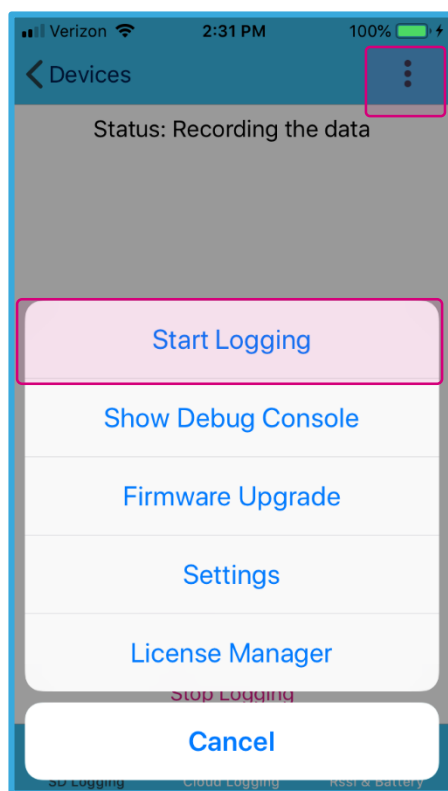 Verizon 2:31 PM 100%
Devices
Status: Recording the data
Start Logging
Show Debug Console
Firmware Upgrade
Settings
License Manager
Stop Logging
Cancel
SD Logging Cloud Logging Rssi & Battery